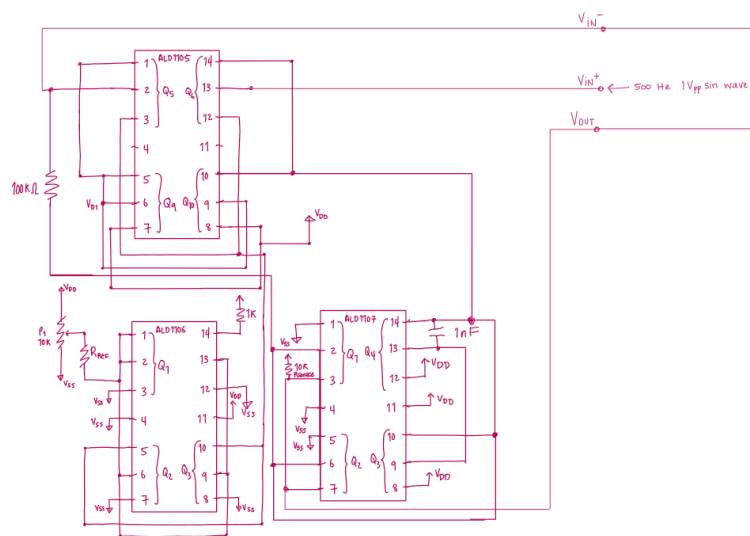 VIN-
VIN+ ← 500 Hz 1Vpp sin wave
VOUT
ALD1105
1 Q5 Q6 14
2 13
3 12
4 11
5 10
6 Q9 Q10 9
7 8
100KΩ
VD1
VDD
VDD
P1
10K
RREF
VSS
ALD1106
1K
1 14
2 Q1 13
3 12
4 11
5 10
6 Q2 Q3 9
7 8
VSS
VSS
VSS
VDD
VSS
VSS
ALD1107
1 14
2 Q1 Q4 13
3 12
4 11
5 10
6 Q2 Q3 9
7 8
VSS
10K
VSS
VSS
1nF
VDD
VDD
VDD